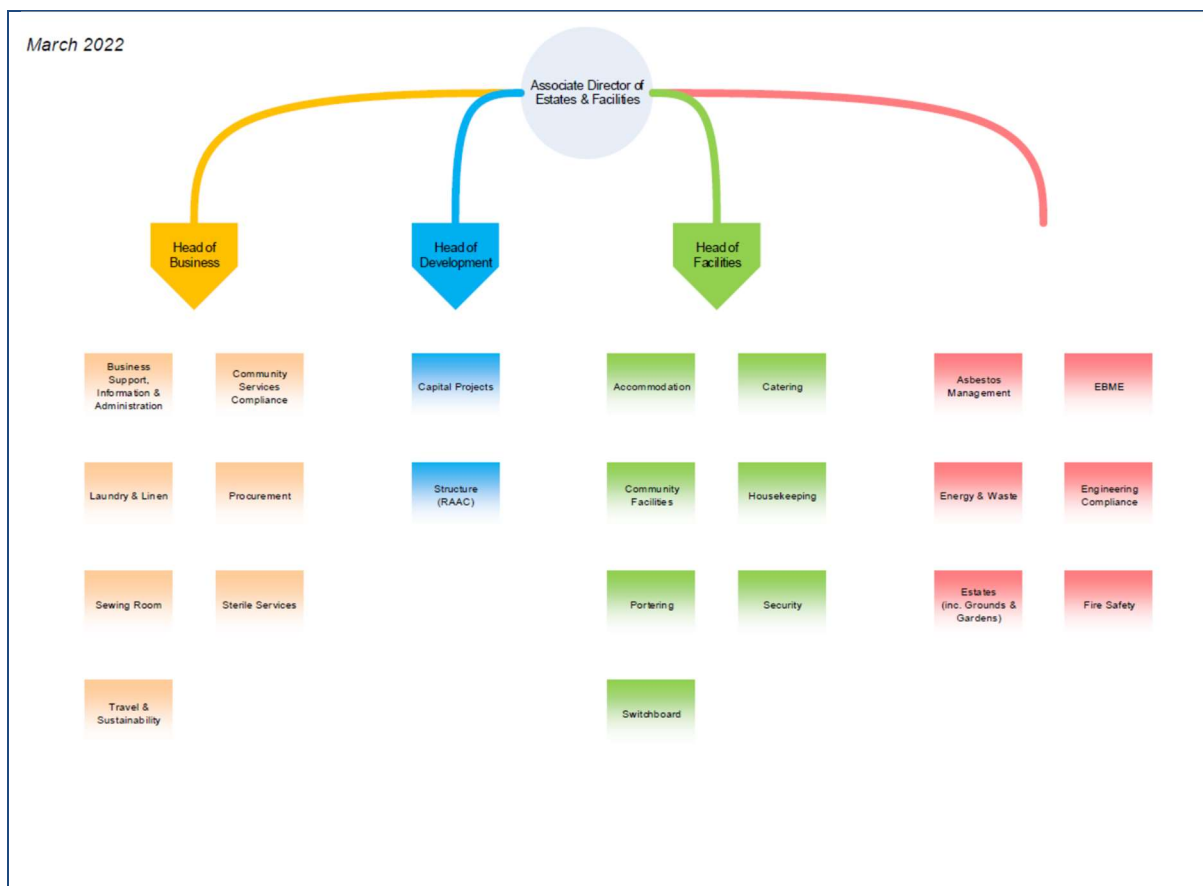 March 2022
Associate Director of
Estates & Facilities
Head of
Business
Head of
Development
Head of
Facilities
Business
Support,
Information &
Administration
Community
Services
Compliance
Capital Projects
Accommodation
Catering
Asbestos
Management
EBME
Laundry & Linen
Procurement
Structure
(RAAC)
Community
Facilities
Housekeeping
Energy & Waste
Engineering
Compliance
Sewing Room
Sterile Services
Portering
Security
Estates
(inc. Grounds &
Gardens)
Fire Safety
Travel &
Sustainability
Switchboard